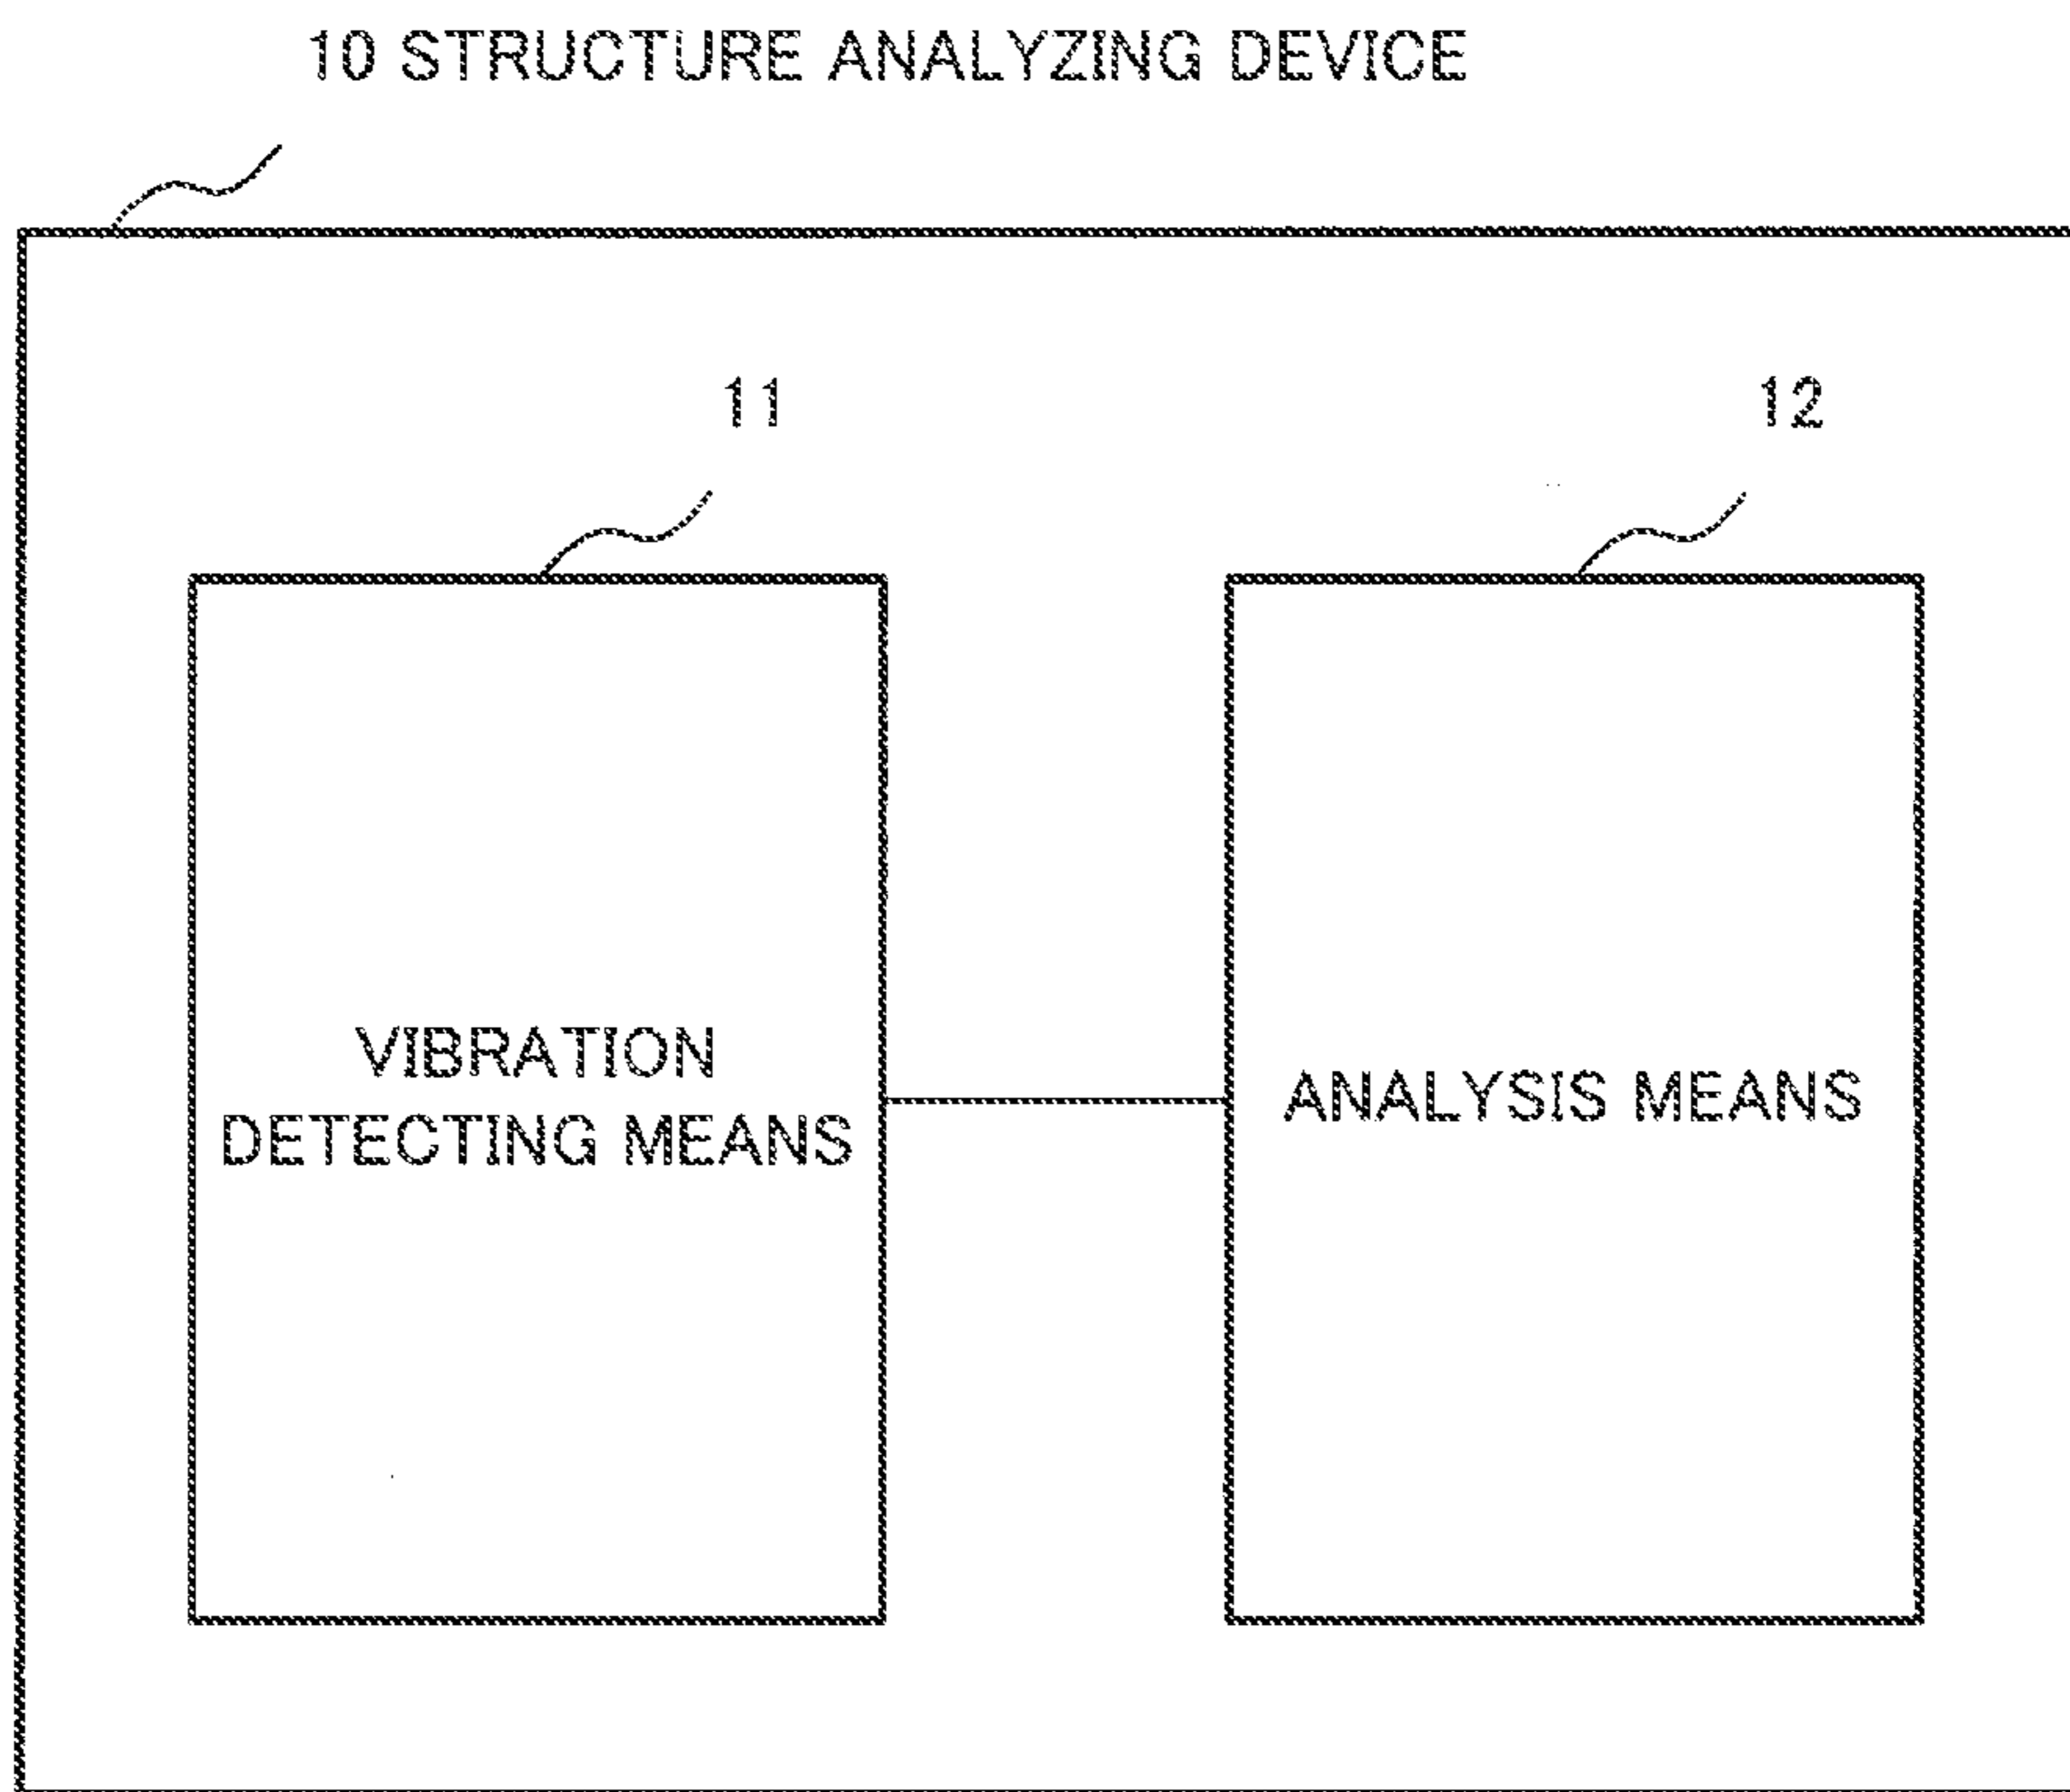 10 STRUCTURE ANALYZING DEVICE
11
12
VIBRATION
DETECTING MEANS
ANALYSIS MEANS